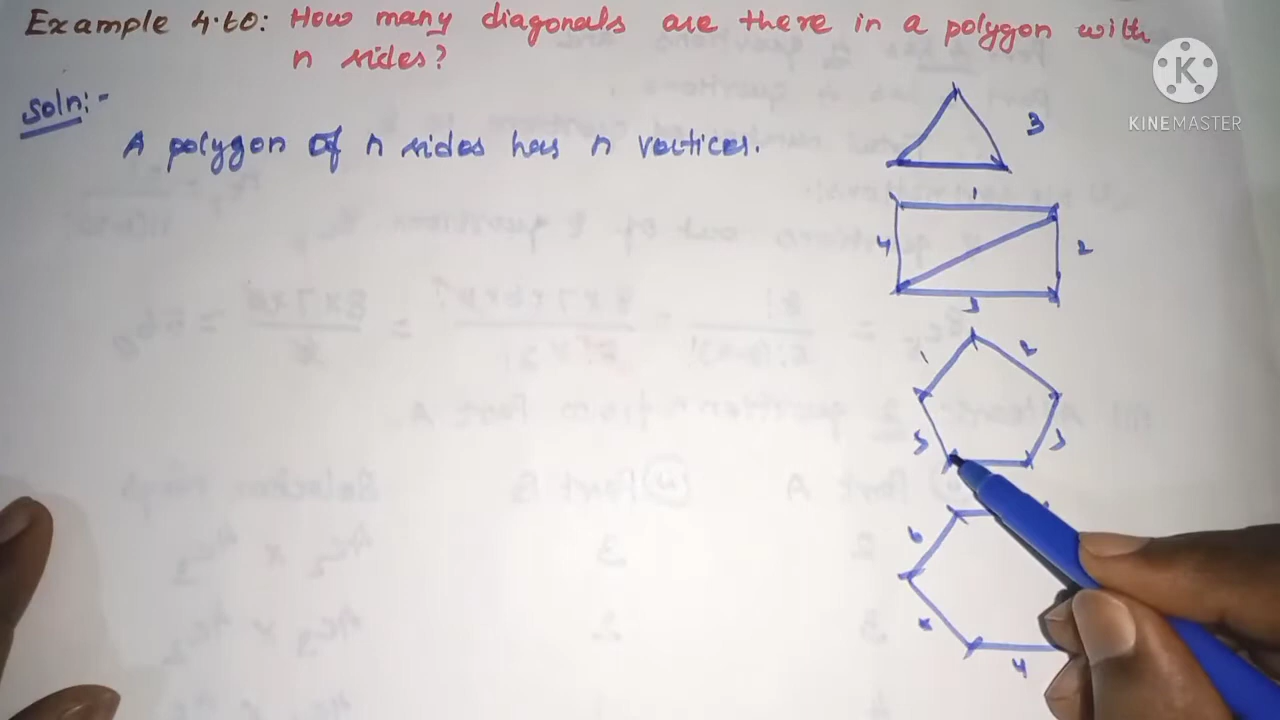 Example 4.60: How many diagonals are there in a polygon with
n sides?
Soln:-
A polygon of n sides has n vertices.
3
1
4
2
3
1
2
5
3
6
4
K
KINEMASTER